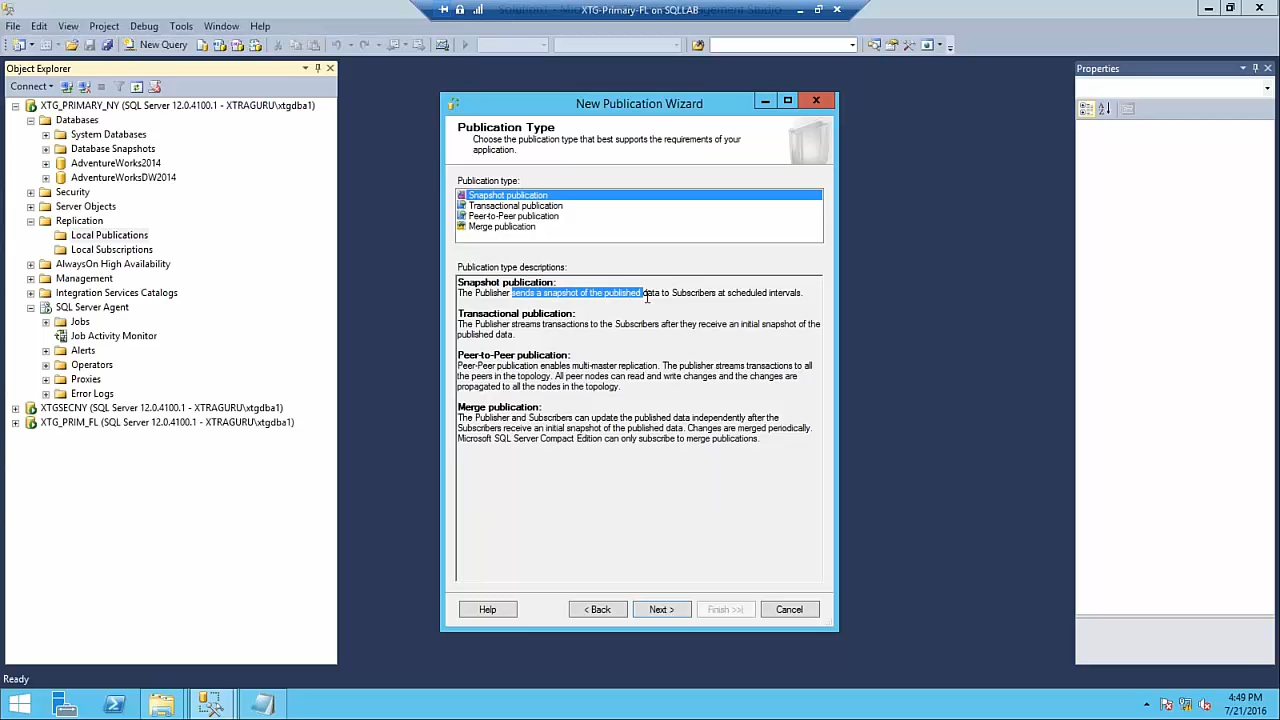 Solution1 - Microsoft SQL Server Management Studio
XTG-Primary-FL on SQLLAB
File Edit View Project Debug Tools Window Help
New Query
Object Explorer
Connect
XTG_PRIMARY_NY (SQL Server 12.0.4100.1 - XTRAGURU\xtgdba1)
Databases
System Databases
Database Snapshots
AdventureWorks2014
AdventureWorksDW2014
Security
Server Objects
Replication
Local Publications
Local Subscriptions
AlwaysOn High Availability
Management
Integration Services Catalogs
SQL Server Agent
Jobs
Job Activity Monitor
Alerts
Operators
Proxies
Error Logs
XTGSECNY (SQL Server 12.0.4100.1 - XTRAGURU\xtgdba1)
XTG_PRIM_FL (SQL Server 12.0.4100.1 - XTRAGURU\xtgdba1)
New Publication Wizard
Publication Type
Choose the publication type that best supports the requirements of your
application.
Publication type:
Snapshot publication
Transactional publication
Peer-to-Peer publication
Merge publication
Publication type descriptions:
Snapshot publication:
The Publisher sends a snapshot of the published data to Subscribers at scheduled intervals.
Transactional publication:
The Publisher streams transactions to the Subscribers after they receive an initial snapshot of the
published data.
Peer-to-Peer publication:
Peer-Peer publication enables multi-master replication. The publisher streams transactions to all
the peers in the topology. All peer nodes can read and write changes and the changes are
propagated to all the nodes in the topology.
Merge publication:
The Publisher and Subscribers can update the published data independently after the
Subscribers receive an initial snapshot of the published data. Changes are merged periodically.
Microsoft SQL Server Compact Edition can only subscribe to merge publications.
Help
< Back
Next >
Finish >>|
Cancel
Properties
Ready
4:49 PM
7/21/2016